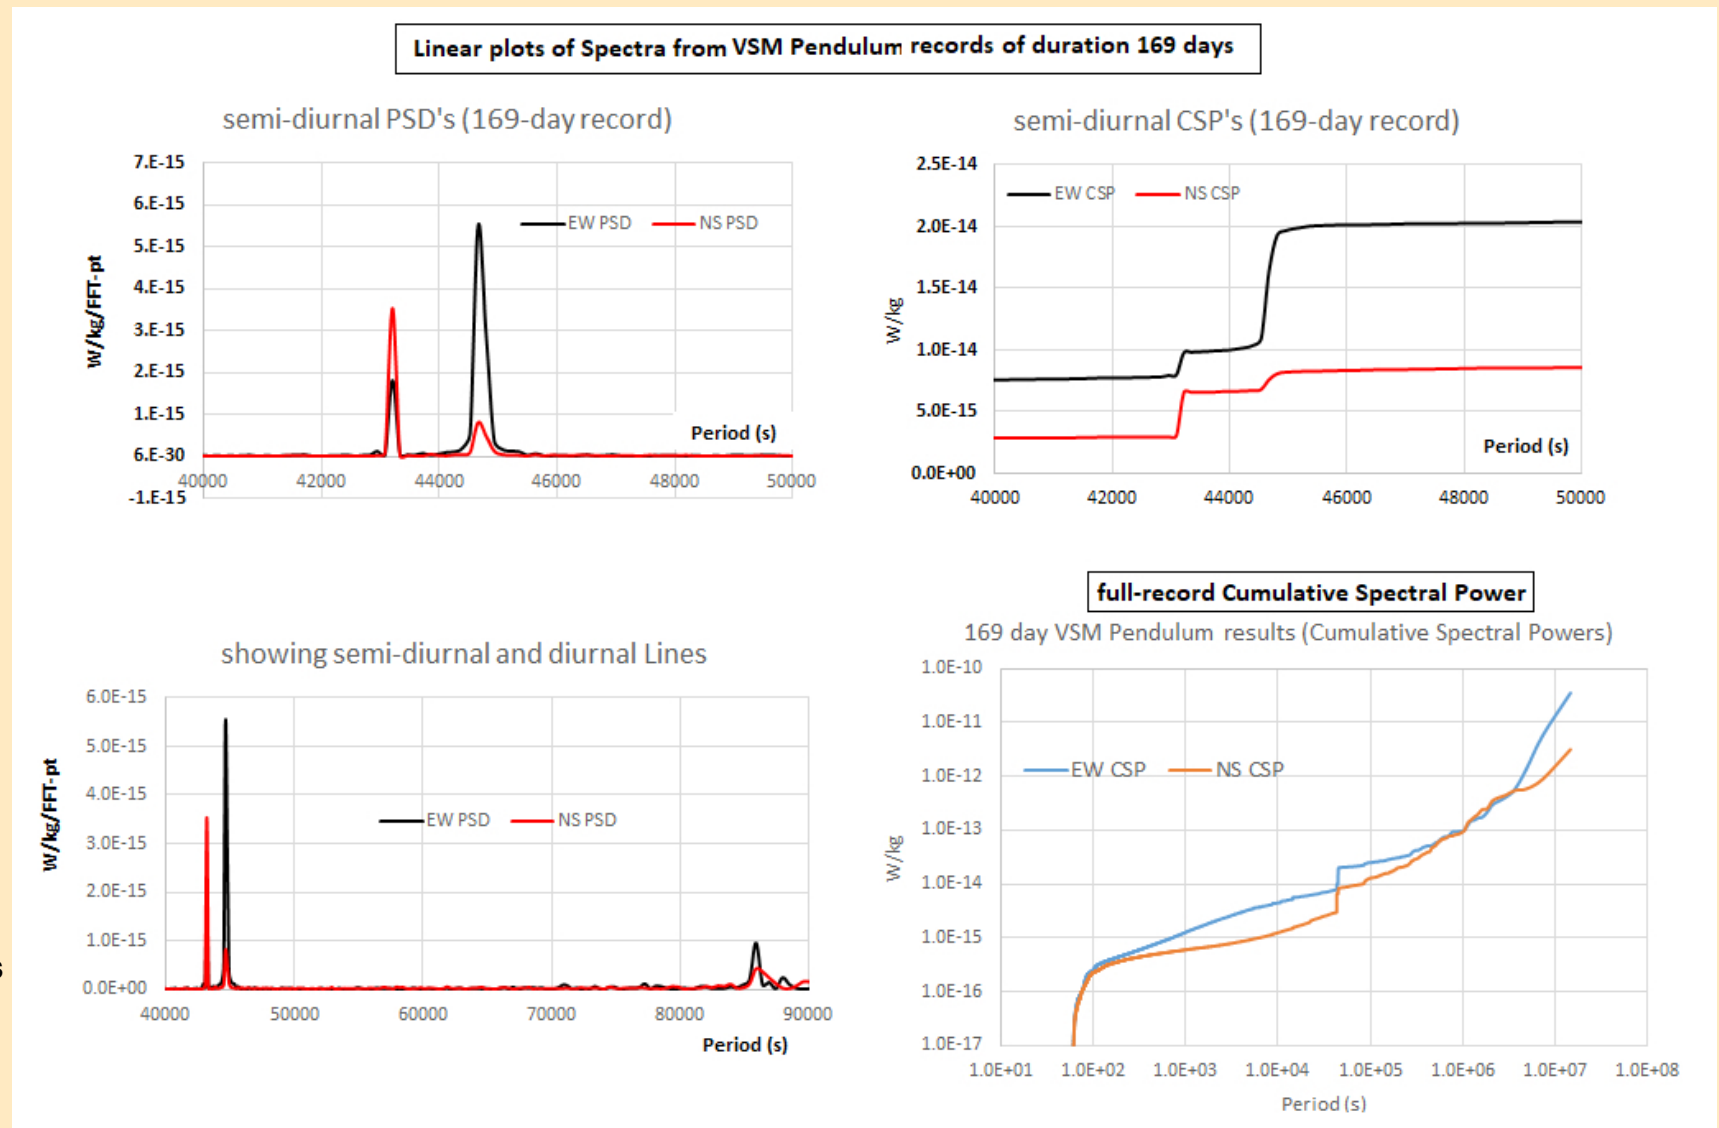 Linear plots of Spectra from VSM Pendulum records of duration 169 days
semi-diurnal PSD's (169-day record)
7.E-15
6.E-15
5.E-15
4.E-15
3.E-15
2.E-15
1.E-15
6.E-30
-1.E-15
W/kg/FFT-pt
EW PSD
NS PSD
Period (s)
40000
42000
44000
46000
48000
50000
semi-diurnal CSP's (169-day record)
2.5E-14
2.0E-14
1.5E-14
1.0E-14
5.0E-15
0.0E+00
W/kg
EW CSP
NS CSP
Period (s)
40000
42000
44000
46000
48000
50000
showing semi-diurnal and diurnal Lines
6.0E-15
5.0E-15
4.0E-15
3.0E-15
2.0E-15
1.0E-15
0.0E+00
W/kg/FFT-pt
EW PSD
NS PSD
40000
50000
60000
70000
80000
90000
Period (s)
s
full-record Cumulative Spectral Power
169 day VSM Pendulum results (Cumulative Spectral Powers)
1.0E-10
1.0E-11
1.0E-12
1.0E-13
1.0E-14
1.0E-15
1.0E-16
1.0E-17
W/kg
EW CSP
NS CSP
1.0E+01
1.0E+02
1.0E+03
1.0E+04
1.0E+05
1.0E+06
1.0E+07
1.0E+08
Period (s)